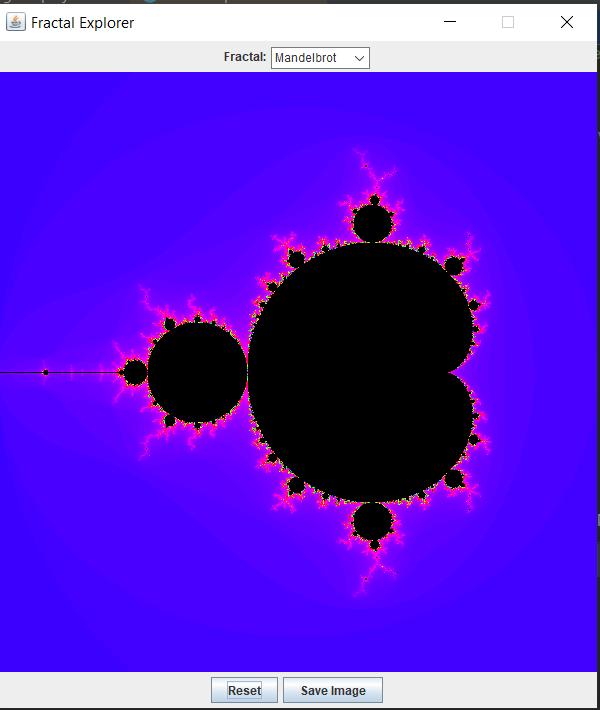 Fractal Explorer
Fractal: Mandelbrot
Reset Save Image